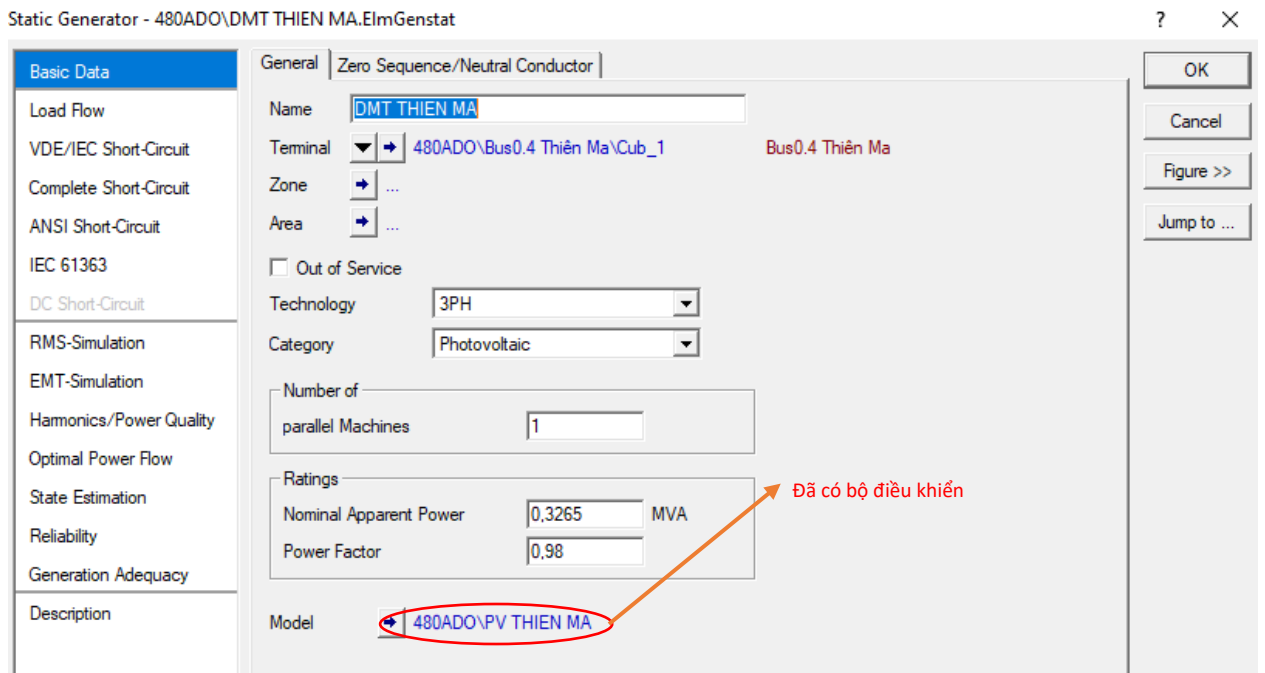 Static Generator - 480ADO\DMT THIEN MA.ElmGenstat ? ✕
Basic Data
Load Flow
VDE/IEC Short-Circuit
Complete Short-Circuit
ANSI Short-Circuit
IEC 61363
DC Short-Circuit
RMS-Simulation
EMT-Simulation
Harmonics/Power Quality
Optimal Power Flow
State Estimation
Reliability
Generation Adequacy
Description
General Zero Sequence/Neutral Conductor
Name DMT THIEN MA
Terminal 480ADO\Bus0.4 Thiên Ma\Cub_1 Bus0.4 Thiên Ma
Zone ...
Area ...
Out of Service
Technology 3PH
Category Photovoltaic
Number of
parallel Machines 1
Ratings
Nominal Apparent Power 0,3265 MVA
Power Factor 0,98
Model 480ADO\PV THIEN MA
Đã có bộ điều khiển
OK
Cancel
Figure >>
Jump to ...